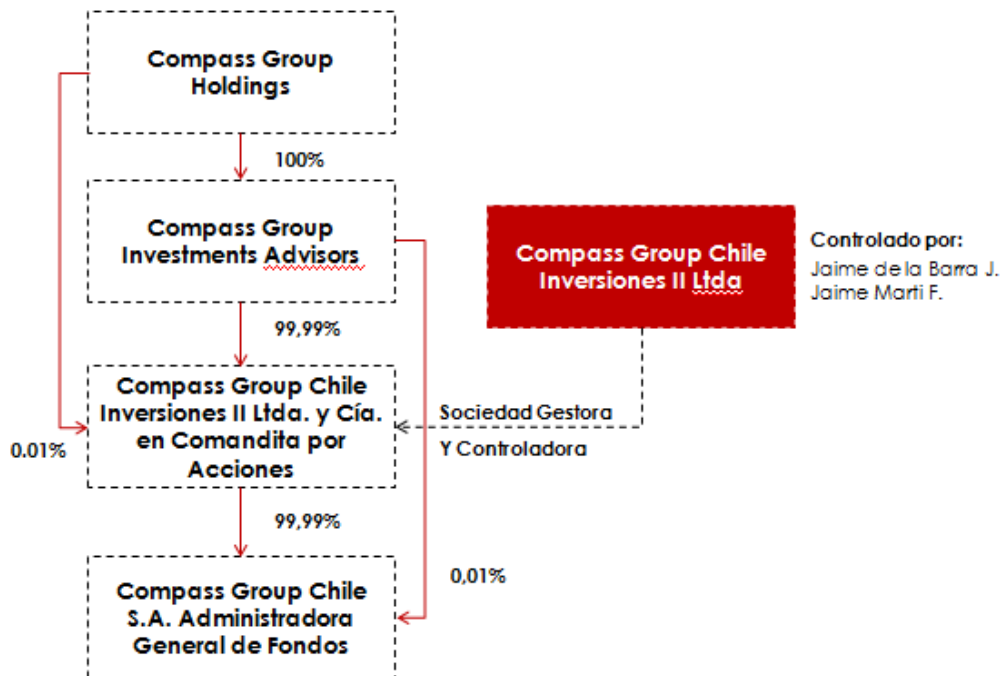 Compass Group
Holdings
100%
Compass Group
Investments Advisors
Compass Group Chile
Inversiones II Ltda
Controlado por:
Jaime de la Barra J.
Jaime Marti F.
99,99%
Compass Group Chile
Inversiones II Ltda. y Cía.
en Comandita por
Acciones
Sociedad Gestora
Y Controladora
0.01%
99,99%
0,01%
Compass Group Chile
S.A. Administradora
General de Fondos